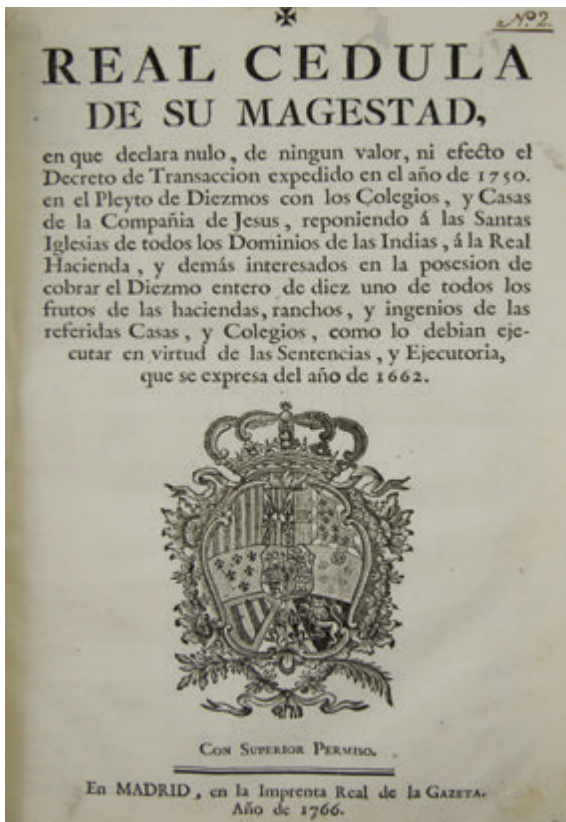 ✠
Nº 2.
REAL CEDULA
DE SU MAGESTAD,
en que declara nulo, de ningun valor, ni efecto el
Decreto de Transaccion expedido en el año de 1750.
en el Pleyto de Diezmos con los Colegios, y Casas
de la Compañia de Jesus, reponiendo á las Santas
Iglesias de todos los Dominios de las Indias, á la Real
Hacienda, y demás interesados en la posesion de
cobrar el Diezmo entero de diez uno de todos los
frutos de las haciendas, ranchos, y ingenios de las
referidas Casas, y Colegios, como lo debian eje-
cutar en virtud de las Sentencias, y Ejecutoria,
que se expresa del año de 1662.
CON SUPERIOR PERMISO.
En MADRID, en la Imprenta Real de la GAZETA.
Año de 1766.